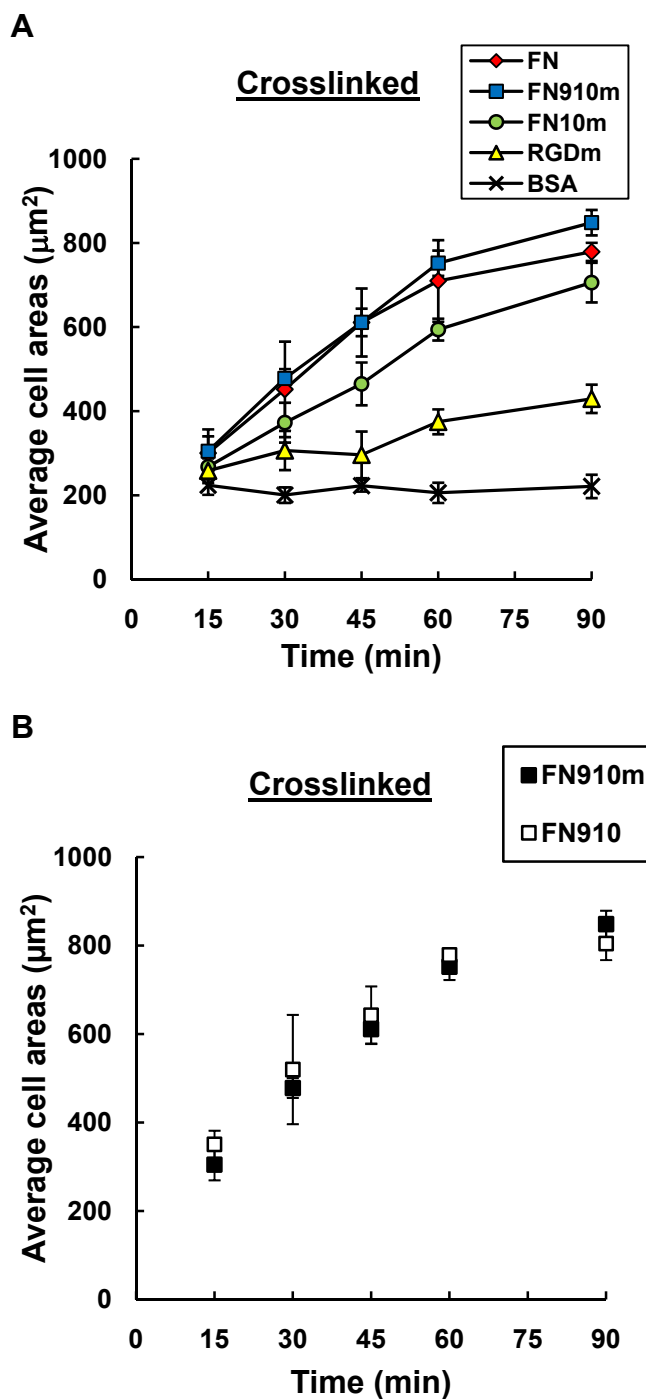 A
Crosslinked
FN
FN910m
FN10m
RGDm
BSA
Average cell areas (μm²)
1000
800
600
400
200
0
0 15 30 45 60 75 90
Time (min)
B
Crosslinked
FN910m
FN910
Average cell areas (μm²)
1000
800
600
400
200
0
0 15 30 45 60 75 90
Time (min)